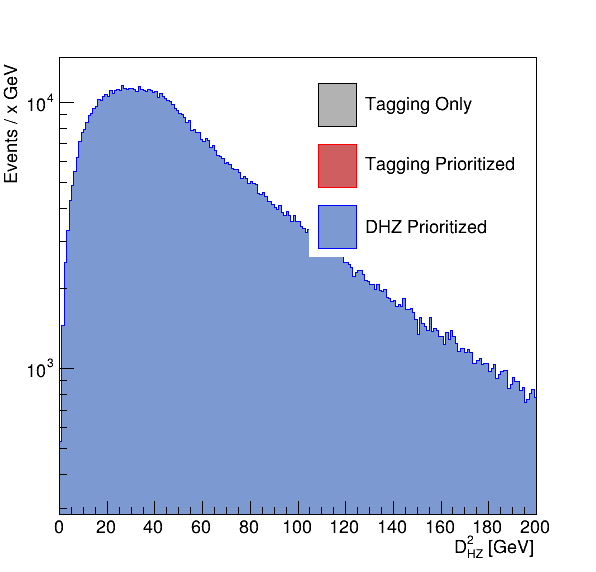 Events / x GeV
10^4
10^3
Tagging Only
Tagging Prioritized
DHZ Prioritized
0 20 40 60 80 100 120 140 160 180 200
D^2_HZ [GeV]